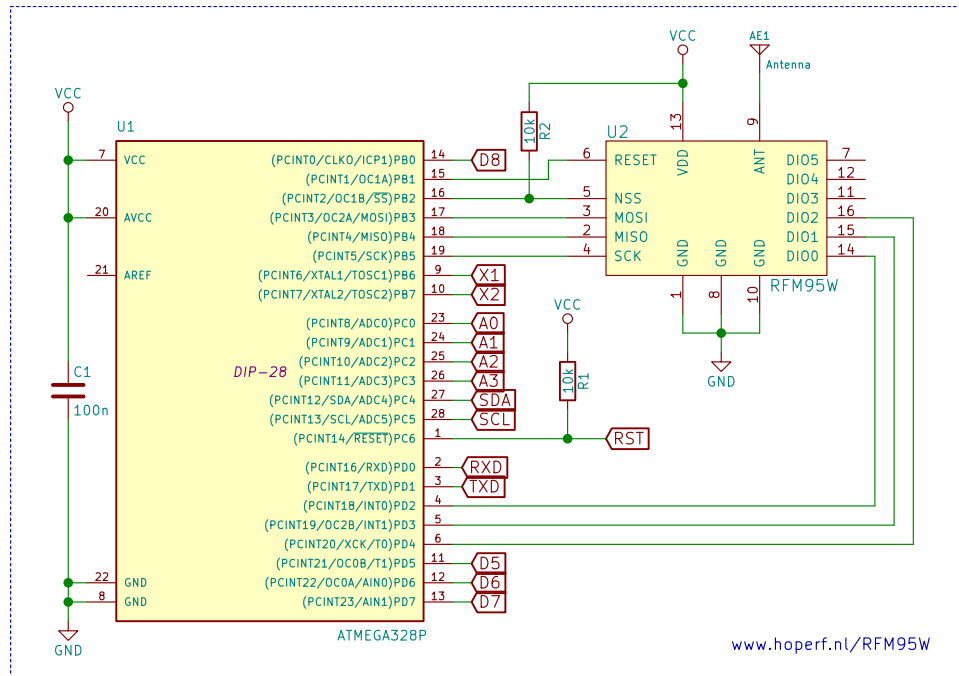 VCC
AE1
Antenna
VCC
U1
10k
R2
13
9
U2
7 VCC
20 AVCC
21 AREF
DIP-28
(PCINT0/CLKO/ICP1)PB0 14 D8
(PCINT1/OC1A)PB1 15
(PCINT2/OC1B/SS)PB2 16
(PCINT3/OC2A/MOSI)PB3 17
(PCINT4/MISO)PB4 18
(PCINT5/SCK)PB5 19
(PCINT6/XTAL1/TOSC1)PB6 9 X1
(PCINT7/XTAL2/TOSC2)PB7 10 X2
(PCINT8/ADC0)PC0 23 A0
(PCINT9/ADC1)PC1 24 A1
(PCINT10/ADC2)PC2 25 A2
(PCINT11/ADC3)PC3 26 A3
(PCINT12/SDA/ADC4)PC4 27 SDA
(PCINT13/SCL/ADC5)PC5 28 SCL
(PCINT14/RESET)PC6 1 RST
(PCINT16/RXD)PD0 2 RXD
(PCINT17/TXD)PD1 3 TXD
(PCINT18/INT0)PD2 4
(PCINT19/OC2B/INT1)PD3 5
(PCINT20/XCK/T0)PD4 6
(PCINT21/OC0B/T1)PD5 11 D5
(PCINT22/OC0A/AIN0)PD6 12 D6
(PCINT23/AIN1)PD7 13 D7
22 GND
8 GND
ATMEGA328P
C1
100n
GND
6 RESET
5 NSS
3 MOSI
2 MISO
4 SCK
VDD
ANT
DIO5 7
DIO4 12
DIO3 11
DIO2 16
DIO1 15
DIO0 14
GND
GND
GND
1
8
10
RFM95W
GND
VCC
10k
R1
www.hoperf.nl/RFM95W